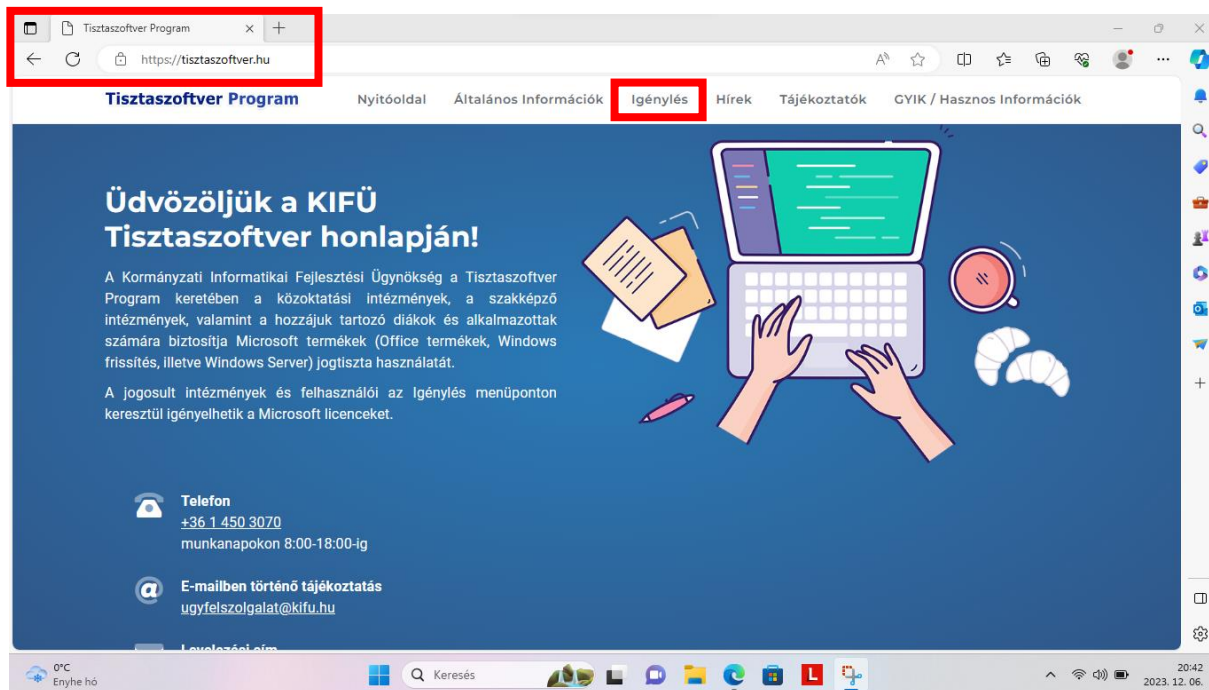 Tisztaszoftver Program
https://tisztaszoftver.hu
Tisztaszoftver Program
Nyitóoldal Általános Információk Igénylés Hírek Tájékoztatók GYIK / Hasznos Információk
Üdvözöljük a KIFÜ
Tisztaszoftver honlapján!
A Kormányzati Informatikai Fejlesztési Ügynökség a Tisztaszoftver
Program keretében a közoktatási intézmények, a szakképző
intézmények, valamint a hozzájuk tartozó diákok és alkalmazottak
számára biztosítja Microsoft termékek (Office termékek, Windows
frissítés, illetve Windows Server) jogtiszta használatát.
A jogosult intézmények és felhasználói az Igénylés menüponton
keresztül igényelhetik a Microsoft licenceket.
Telefon
+36 1 450 3070
munkanapokon 8:00-18:00-ig
E-mailben történő tájékoztatás
ugyfelszolgalat@kifu.hu
Levelezési cím
0°C
Enyhe hó
Keresés
L
20:42
2023. 12. 06.